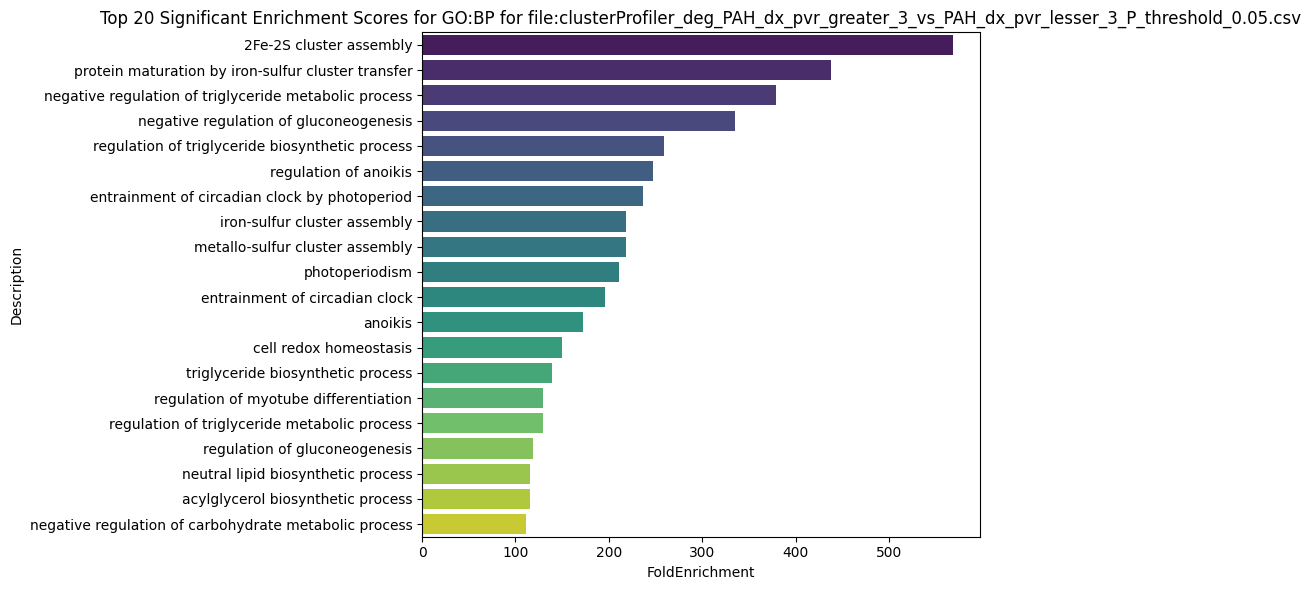 Top 20 Significant Enrichment Scores for GO:BP for file:clusterProfiler_deg_PAH_dx_pvr_greater_3_vs_PAH_dx_pvr_lesser_3_P_threshold_0.05.csv
2Fe-2S cluster assembly
protein maturation by iron-sulfur cluster transfer
negative regulation of triglyceride metabolic process
negative regulation of gluconeogenesis
regulation of triglyceride biosynthetic process
regulation of anoikis
entrainment of circadian clock by photoperiod
iron-sulfur cluster assembly
metallo-sulfur cluster assembly
photoperiodism
entrainment of circadian clock
anoikis
cell redox homeostasis
triglyceride biosynthetic process
regulation of myotube differentiation
regulation of triglyceride metabolic process
regulation of gluconeogenesis
neutral lipid biosynthetic process
acylglycerol biosynthetic process
negative regulation of carbohydrate metabolic process
Description
0 100 200 300 400 500
FoldEnrichment